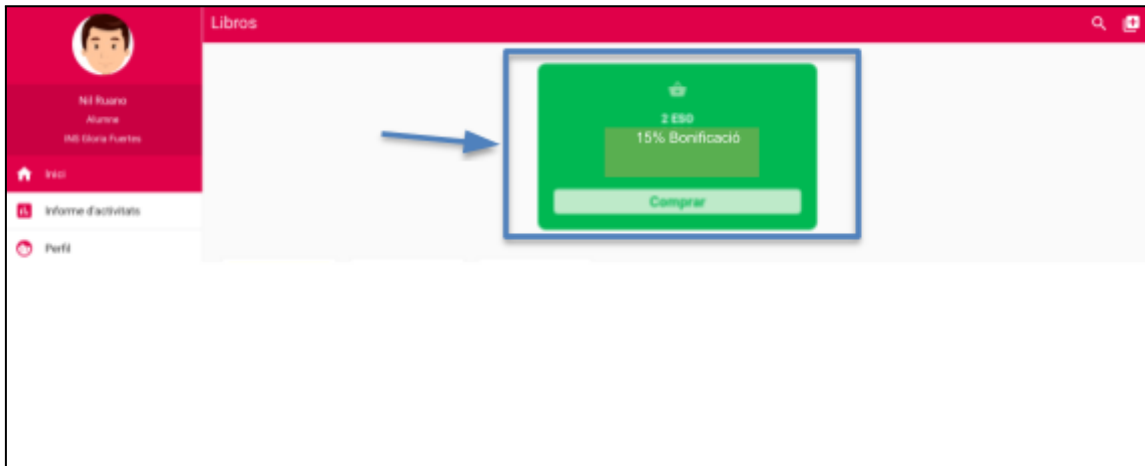 Libros
Nil Ruano
Alumne
INS Gloria Fuertes
Inici
Informe d'activitats
Perfil
2 ESO
15% Bonificació
Comprar